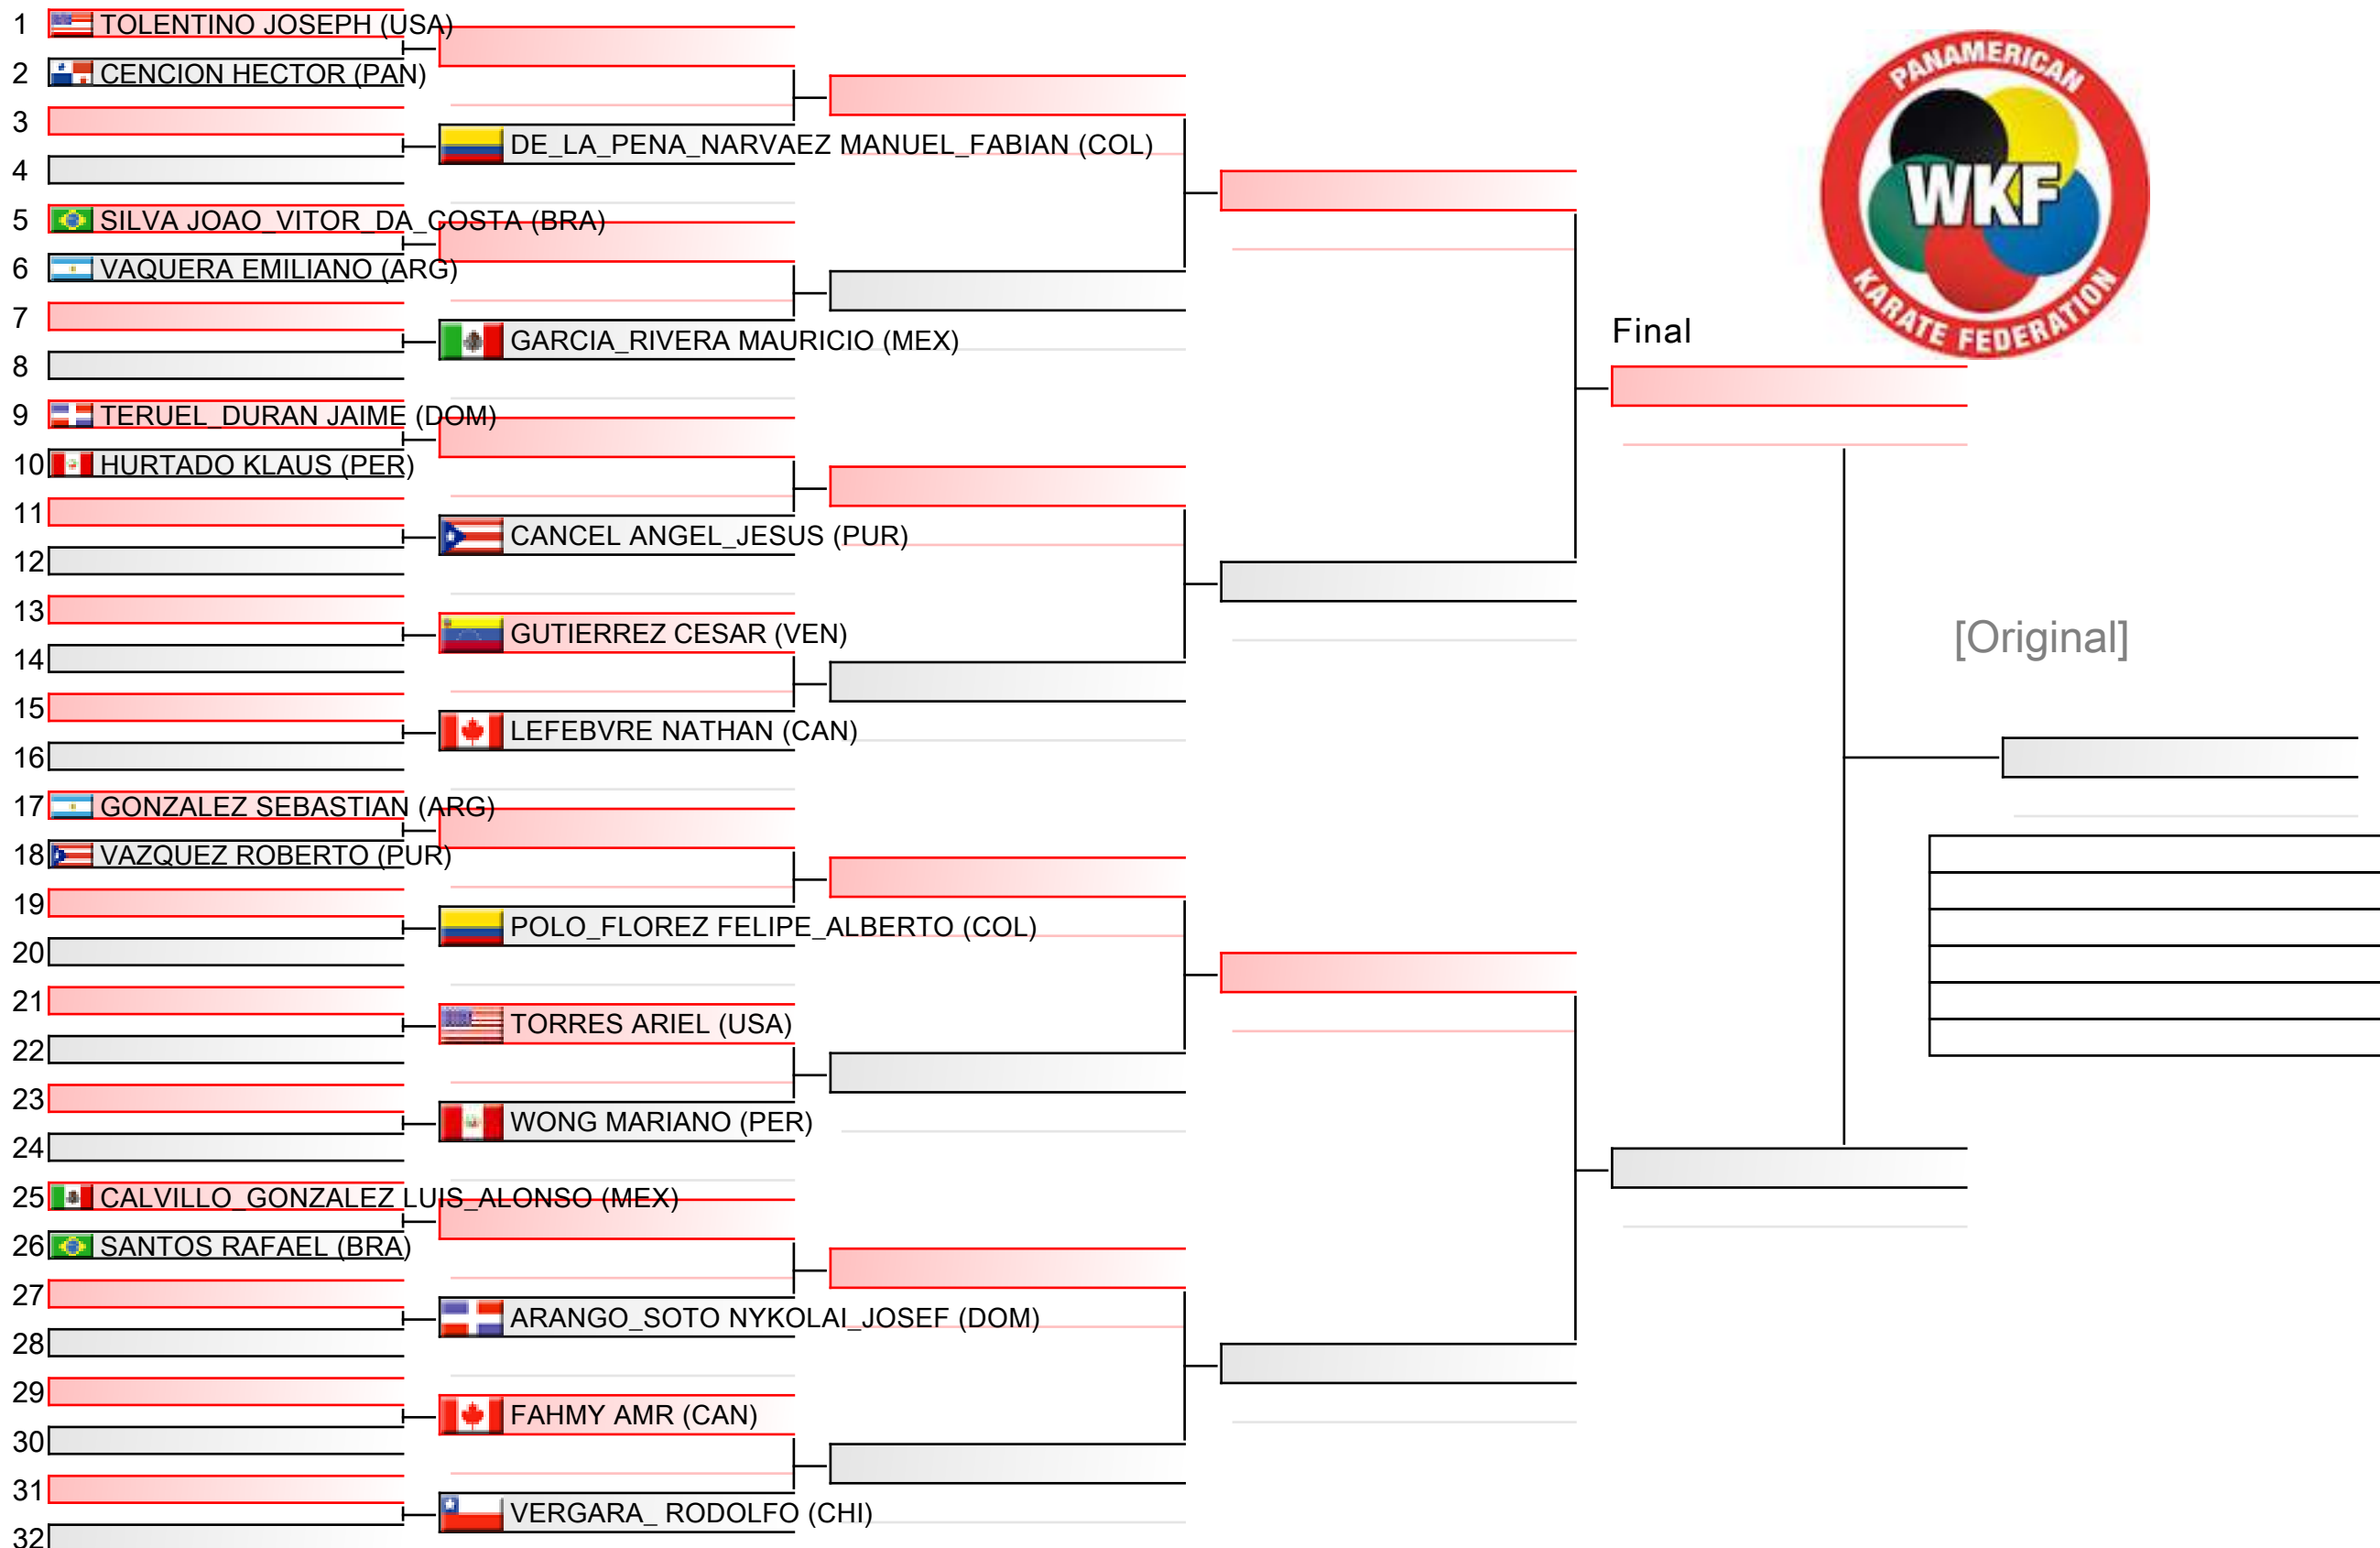 1 TOLENTINO JOSEPH (USA)
2 CENCION HECTOR (PAN)
3
DE_LA_PENA_NARVAEZ MANUEL_FABIAN (COL)
4
5 SILVA JOAO_VITOR_DA_COSTA (BRA)
6 VAQUERA EMILIANO (ARG)
7
GARCIA_RIVERA MAURICIO (MEX)
8
9 TERUEL_DURAN JAIME (DOM)
10 HURTADO KLAUS (PER)
11
CANCEL ANGEL_JESUS (PUR)
12
13
GUTIERREZ CESAR (VEN)
14
15
LEFEBVRE NATHAN (CAN)
16
17 GONZALEZ SEBASTIAN (ARG)
18 VAZQUEZ ROBERTO (PUR)
19
POLO_FLOREZ FELIPE_ALBERTO (COL)
20
21
TORRES ARIEL (USA)
22
23
WONG MARIANO (PER)
24
25 CALVILLO_GONZALEZ LUIS_ALONSO (MEX)
26 SANTOS RAFAEL (BRA)
27
ARANGO_SOTO NYKOLAI_JOSEF (DOM)
28
29
FAHMY AMR (CAN)
30
31
VERGARA_ RODOLFO (CHI)
32
PANAMERICAN
WKF
KARATE FEDERATION
Final
[Original]